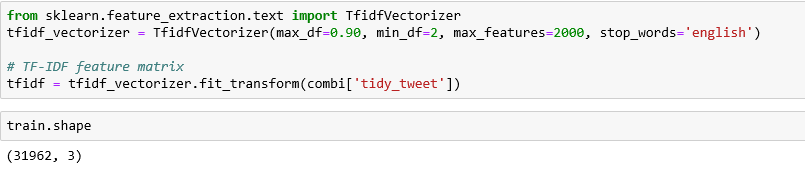 from sklearn.feature_extraction.text import TfidfVectorizer
tfidf_vectorizer = TfidfVectorizer(max_df=0.90, min_df=2, max_features=2000, stop_words='english')
# TF-IDF feature matrix
tfidf = tfidf_vectorizer.fit_transform(combi['tidy_tweet'])
train.shape
(31962, 3)